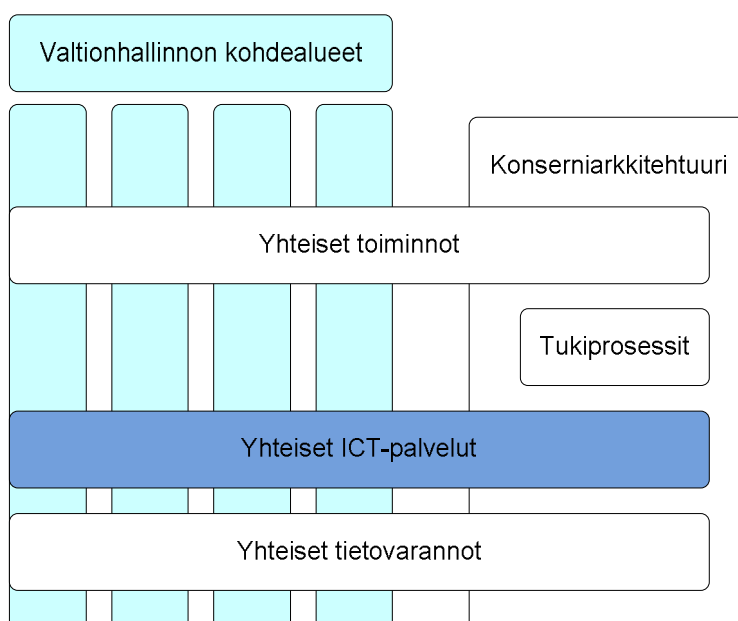 Valtionhallinnon kohdealueet
Konserniarkkitehtuuri
Yhteiset toiminnot
Tukiprosessit
Yhteiset ICT-palvelut
Yhteiset tietovarannot